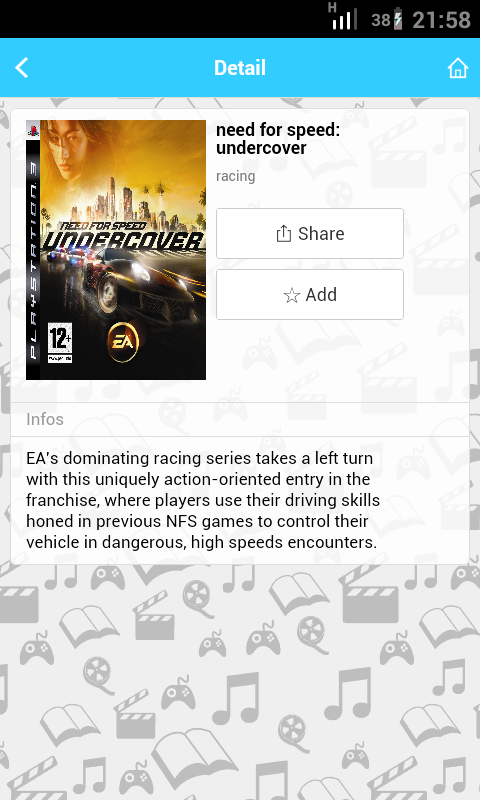 H
38
21:58
Detail
need for speed:
undercover
racing
Share
Add
PLAYSTATION 3
NEED FOR SPEED
UNDERCOVER
12+
EA
Infos
EA's dominating racing series takes a left turn
with this uniquely action-oriented entry in the
franchise, where players use their driving skills
honed in previous NFS games to control their
vehicle in dangerous, high speeds encounters.